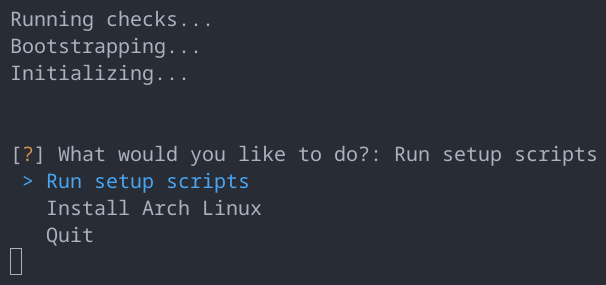 Running checks...
Bootstrapping...
Initializing...
[?] What would you like to do?: Run setup scripts
> Run setup scripts
Install Arch Linux
Quit